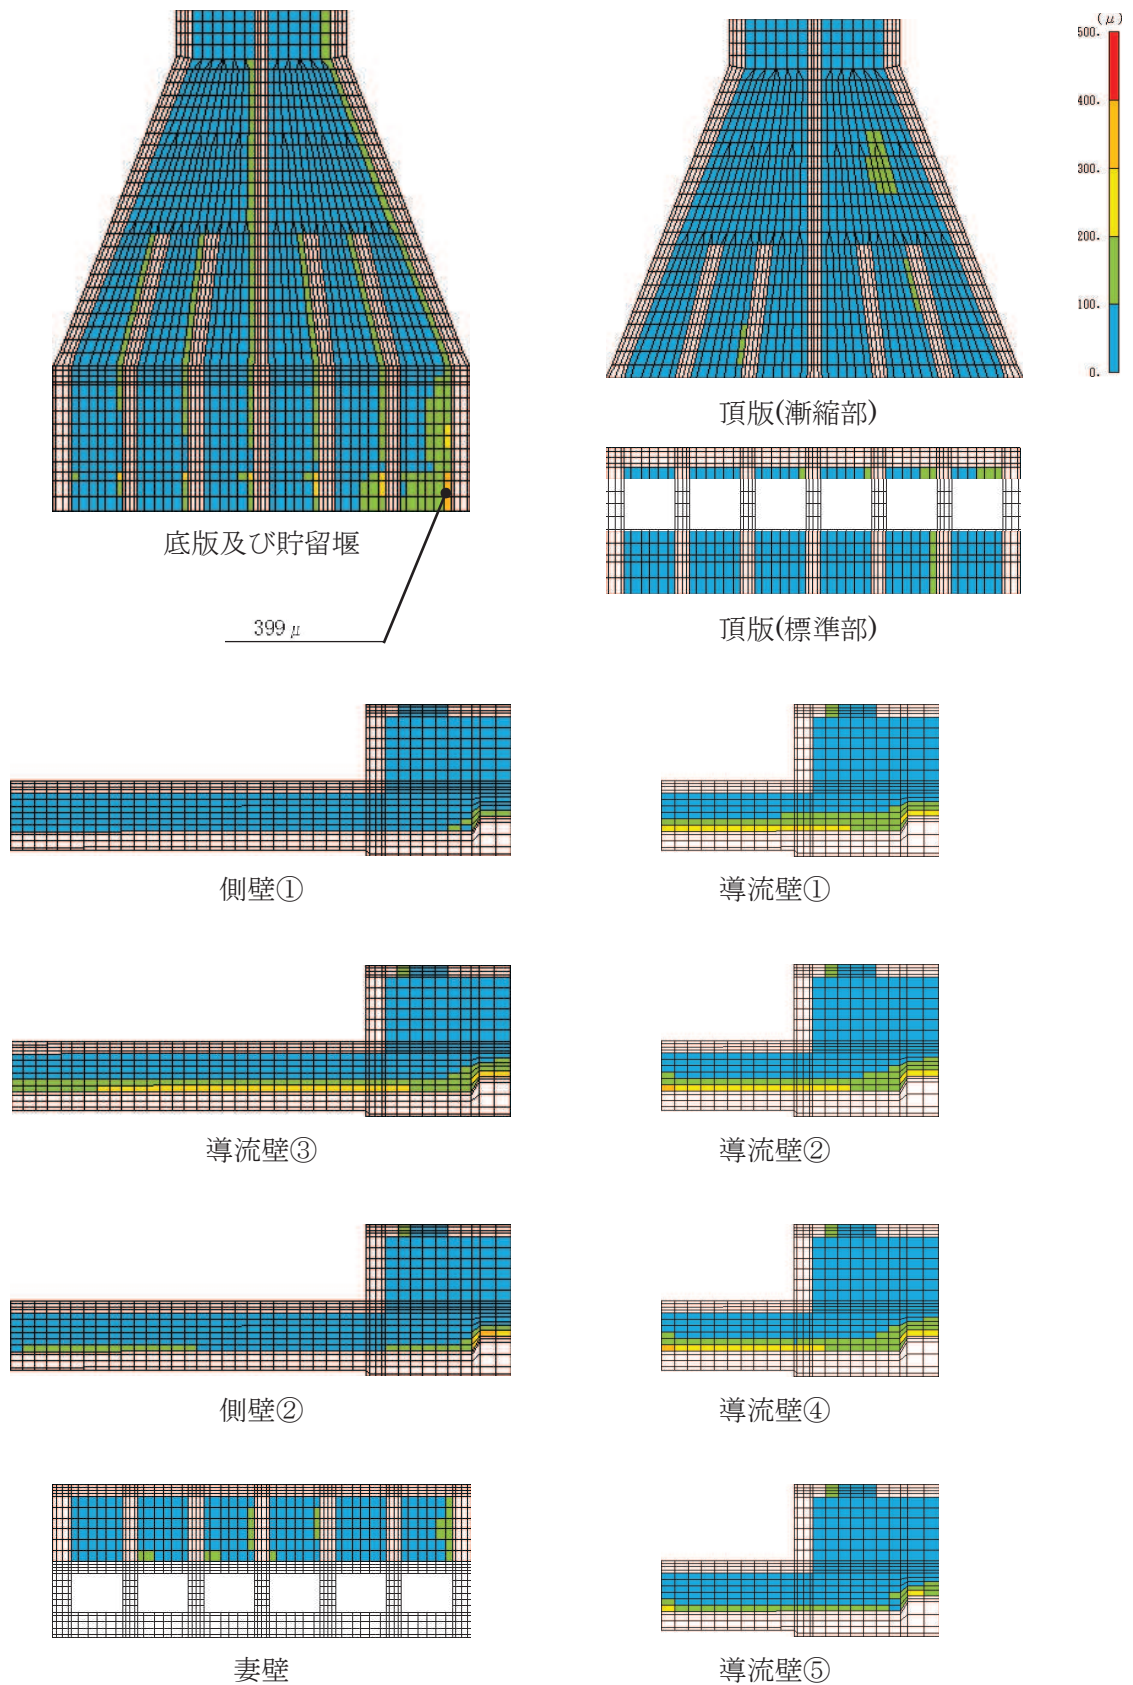 (μ)
500.
400.
300.
200.
100.
0.
頂版(漸縮部)
底版及び貯留堰
399μ
頂版(標準部)
側壁①
導流壁①
導流壁③
導流壁②
側壁②
導流壁④
妻壁
導流壁⑤